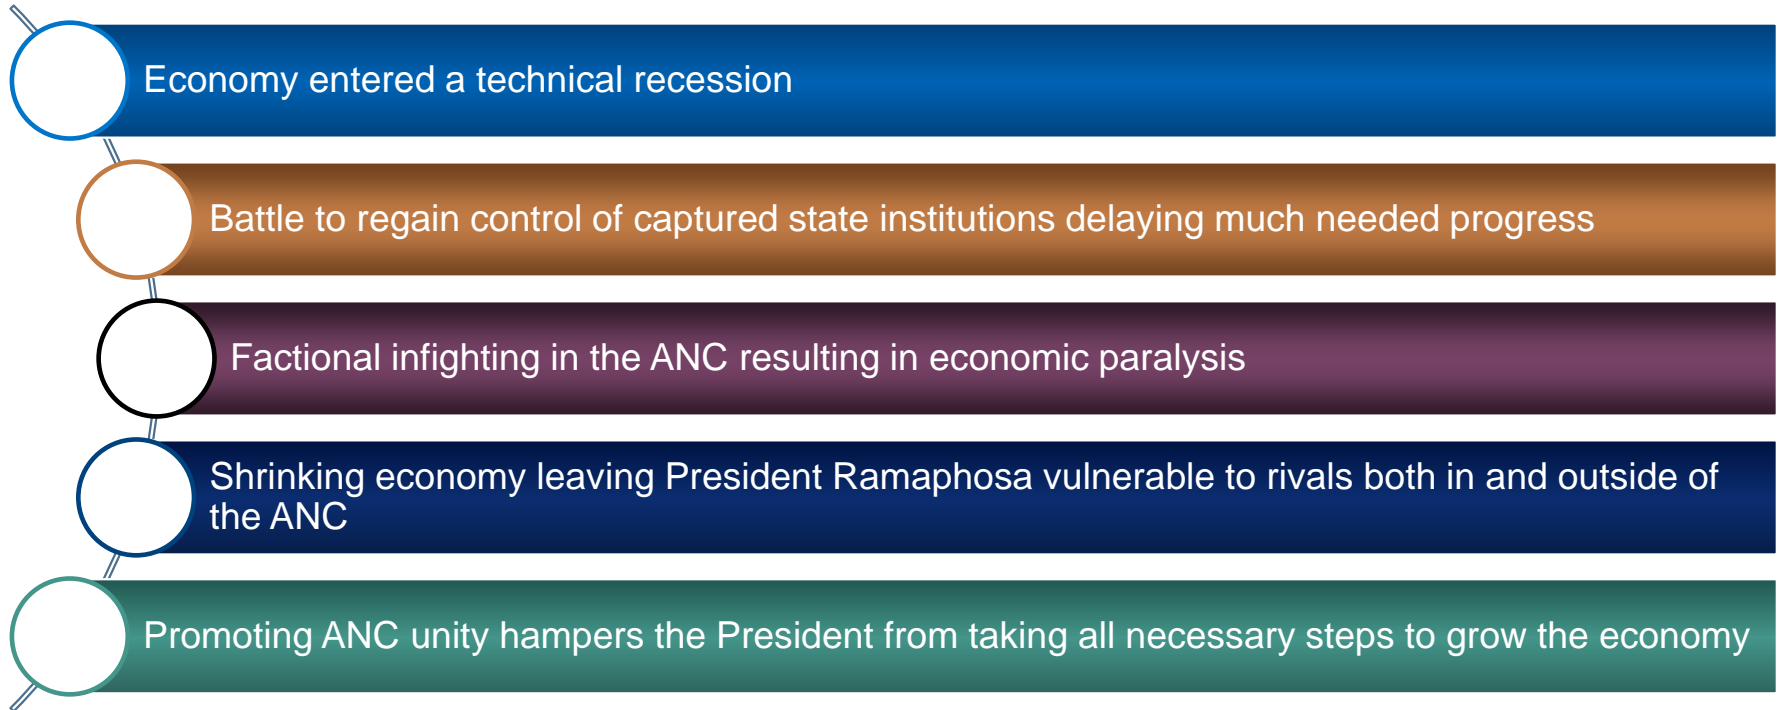 Economy entered a technical recession
Battle to regain control of captured state institutions delaying much needed progress
Factional infighting in the ANC resulting in economic paralysis
Shrinking economy leaving President Ramaphosa vulnerable to rivals both in and outside of
the ANC
Promoting ANC unity hampers the President from taking all necessary steps to grow the economy